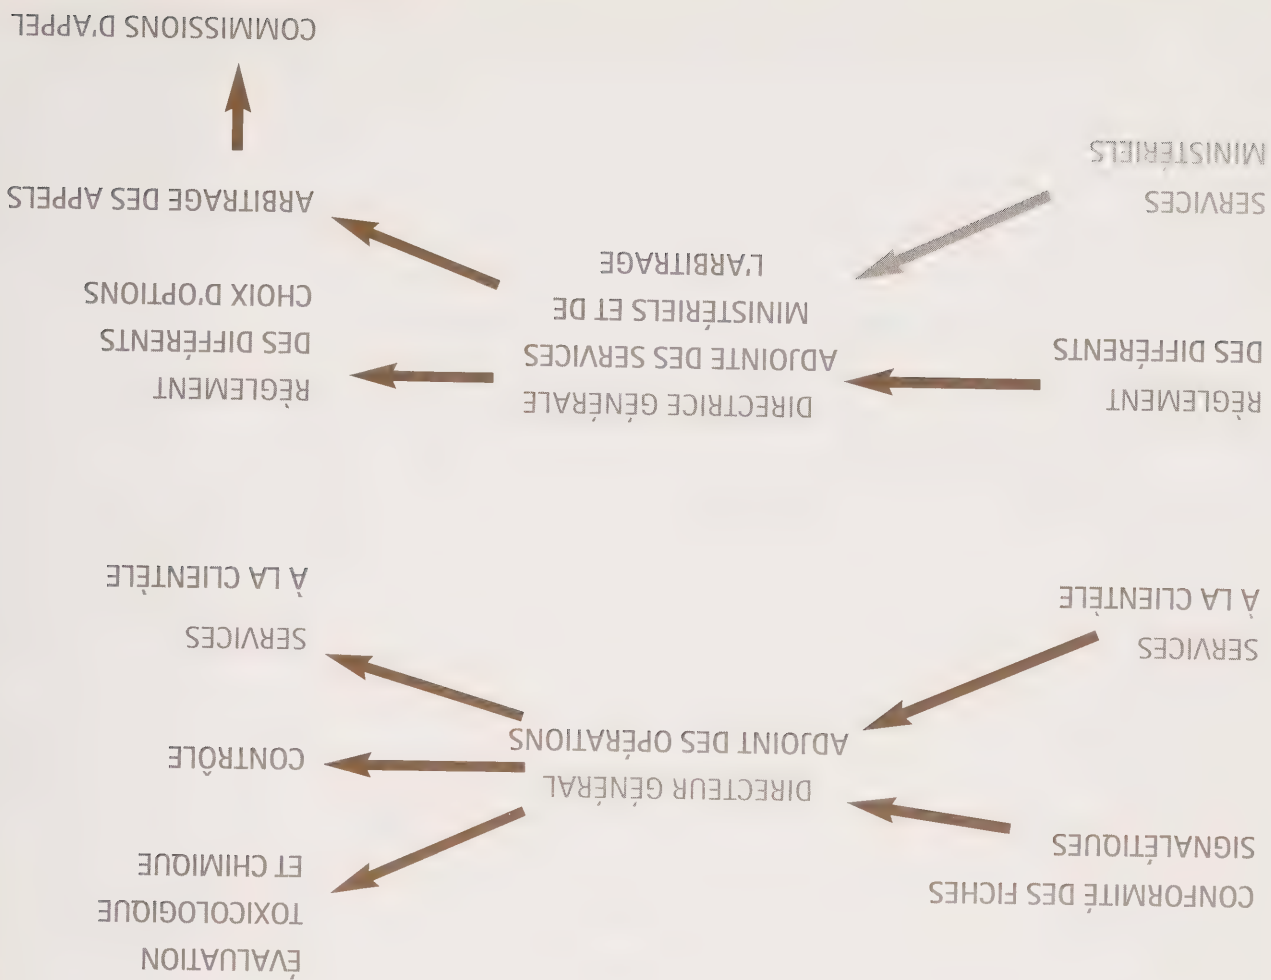 CONFORMITÉ DES FICHES
SIGNALÉTIQUES
SERVICES
À LA CLIENTÈLE
DIRECTEUR GÉNÉRAL
ADJOINT DES OPÉRATIONS
ÉVALUATION
TOXICOLOGIQUE
ET CHIMIQUE
CONTRÔLE
SERVICES
À LA CLIENTÈLE
RÈGLEMENT
DES DIFFÉRENTS
SERVICES
MINISTÉRIELS
DIRECTRICE GÉNÉRALE
ADJOINTE DES SERVICES
MINISTÉRIELS ET DE
L'ARBITRAGE
RÈGLEMENT
DES DIFFÉRENTS
CHOIX D'OPTIONS
ARBITRAGE DES APPELS
COMMISSIONS D'APPEL